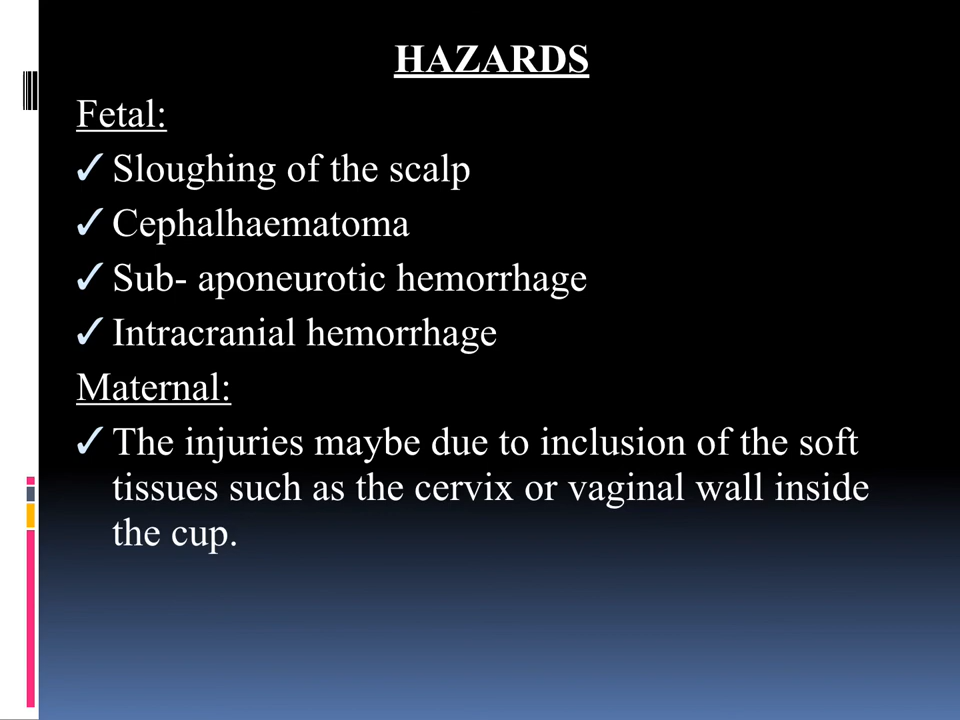 HAZARDS
Fetal:
✓ Sloughing of the scalp
✓ Cephalhaematoma
✓ Sub- aponeurotic hemorrhage
✓ Intracranial hemorrhage
Maternal:
✓ The injuries maybe due to inclusion of the soft
tissues such as the cervix or vaginal wall inside
the cup.